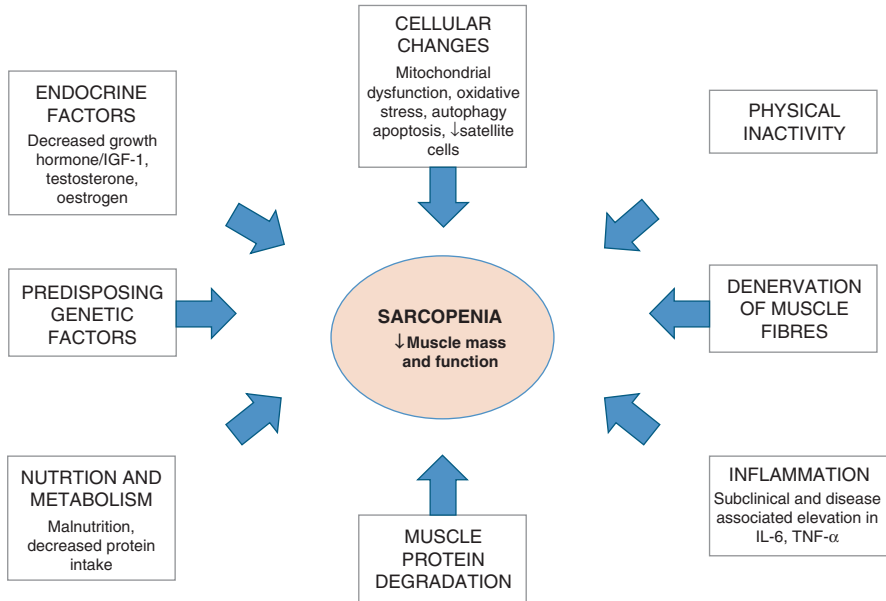 CELLULAR
CHANGES
Mitochondrial
dysfunction, oxidative
stress, autophagy
apoptosis, ↓satellite
cells
ENDOCRINE
FACTORS
Decreased growth
hormone/IGF-1,
testosterone,
oestrogen
PHYSICAL
INACTIVITY
PREDISPOSING
GENETIC
FACTORS
SARCOPENIA
↓Muscle mass
and function
DENERVATION
OF MUSCLE
FIBRES
NUTRTION AND
METABOLISM
Malnutrition,
decreased protein
intake
MUSCLE
PROTEIN
DEGRADATION
INFLAMMATION
Subclinical and disease
associated elevation in
IL-6, TNF-α